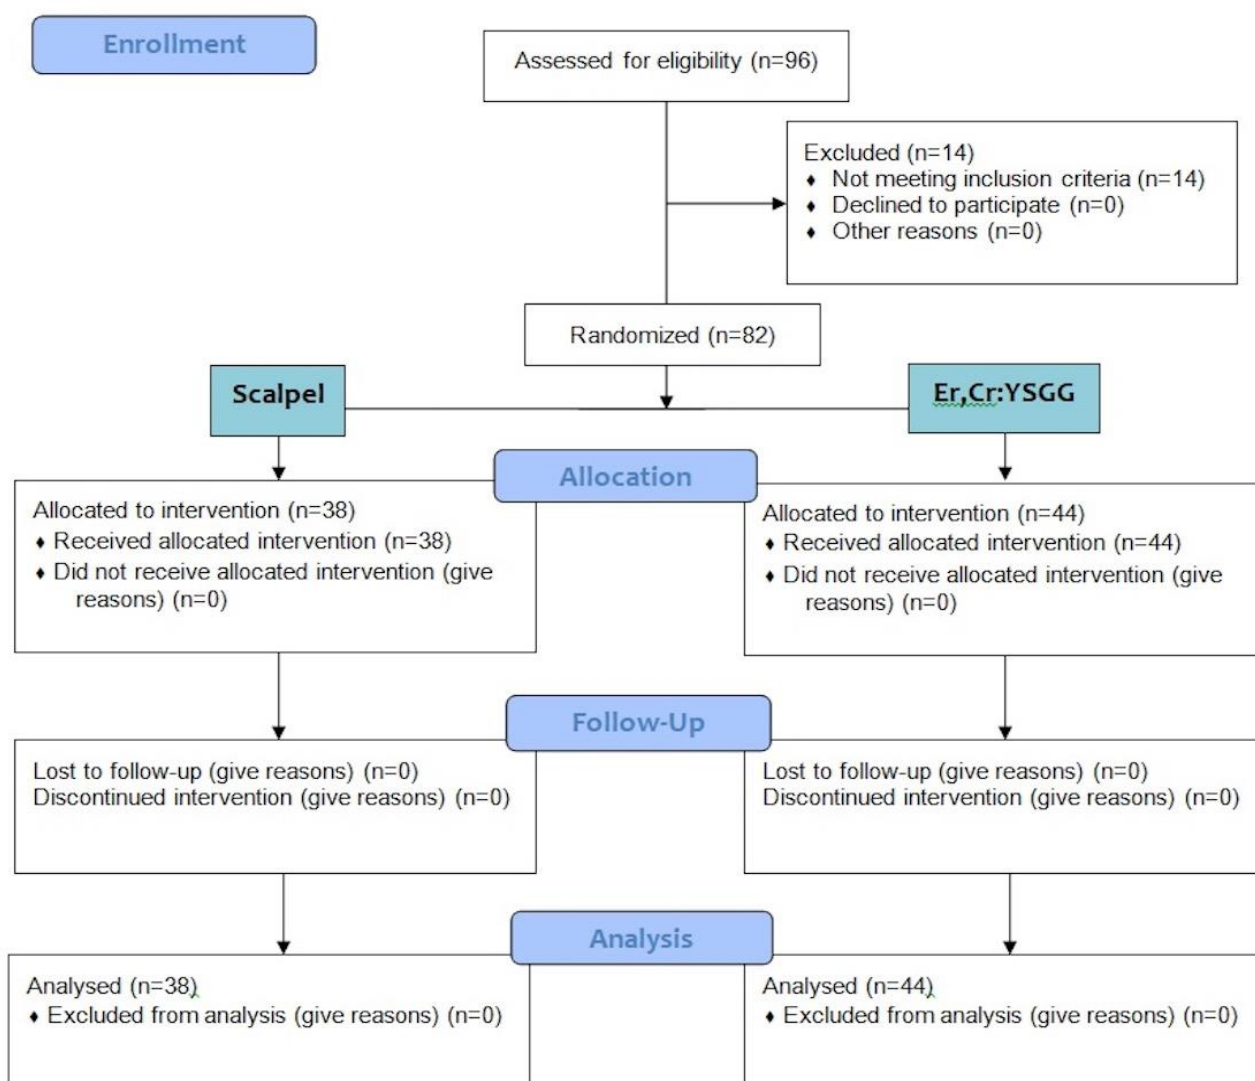 Enrollment
Assessed for eligibility (n=96)
Excluded (n=14)
♦ Not meeting inclusion criteria (n=14)
♦ Declined to participate (n=0)
♦ Other reasons (n=0)
Randomized (n=82)
Scalpel
Er,Cr:YSGG
Allocation
Allocated to intervention (n=38)
♦ Received allocated intervention (n=38)
♦ Did not receive allocated intervention (give
reasons) (n=0)
Allocated to intervention (n=44)
♦ Received allocated intervention (n=44)
♦ Did not receive allocated intervention (give
reasons) (n=0)
Follow-Up
Lost to follow-up (give reasons) (n=0)
Discontinued intervention (give reasons) (n=0)
Lost to follow-up (give reasons) (n=0)
Discontinued intervention (give reasons) (n=0)
Analysis
Analysed (n=38)
♦ Excluded from analysis (give reasons) (n=0)
Analysed (n=44)
♦ Excluded from analysis (give reasons) (n=0)